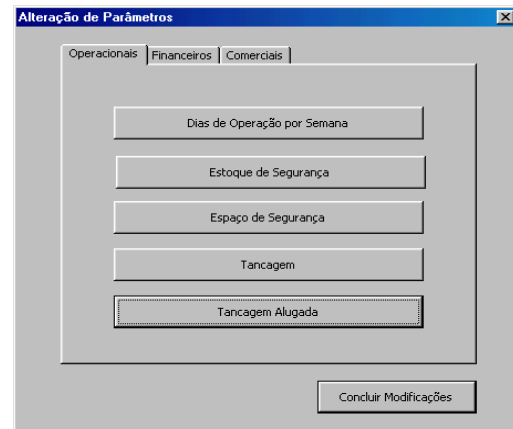 Alteração de Parâmetros
Operacionais Financeiros Comerciais
Dias de Operação por Semana
Estoque de Segurança
Espaço de Segurança
Tancagem
Tancagem Alugada
Concluir Modificações